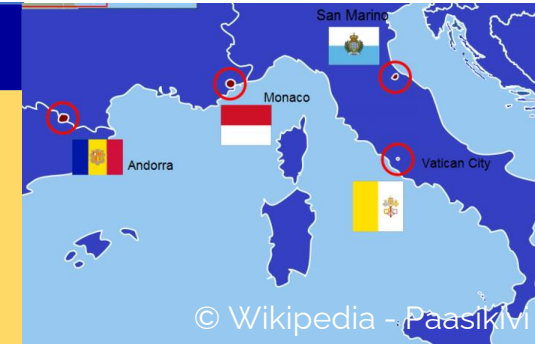 San Marino
Monaco
Andorra
Vatican City
© Wikipedia - Paasikivi